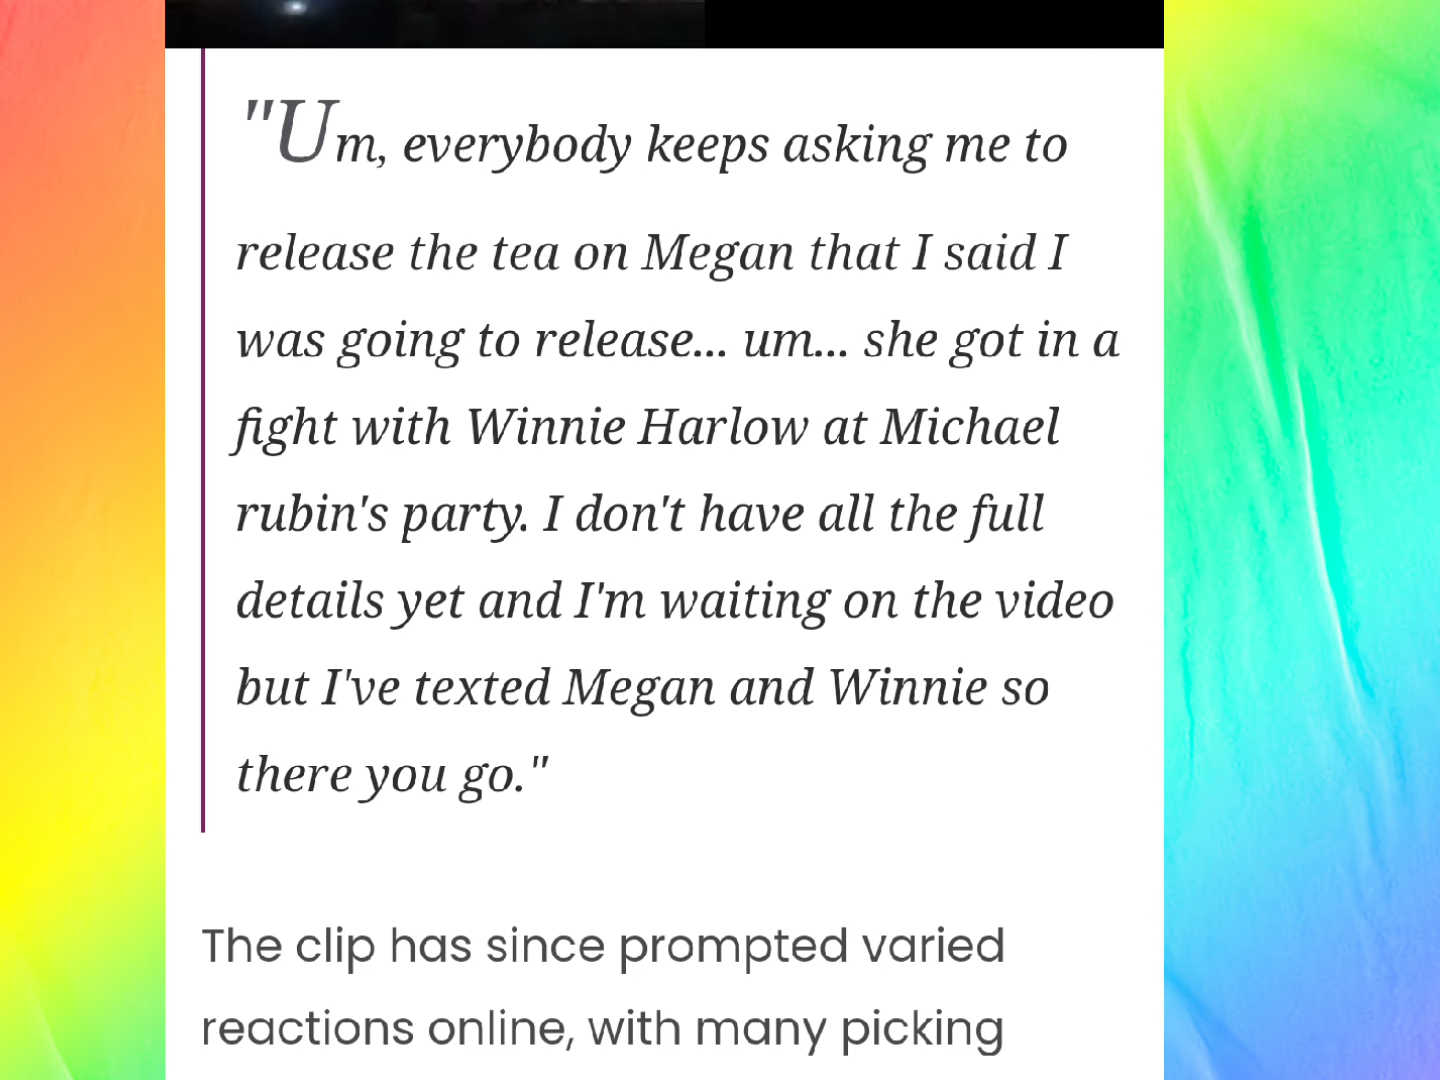 "Um, everybody keeps asking me to
release the tea on Megan that I said I
was going to release... um... she got in a
fight with Winnie Harlow at Michael
rubin's party. I don't have all the full
details yet and I'm waiting on the video
but I've texted Megan and Winnie so
there you go."
The clip has since prompted varied
reactions online, with many picking